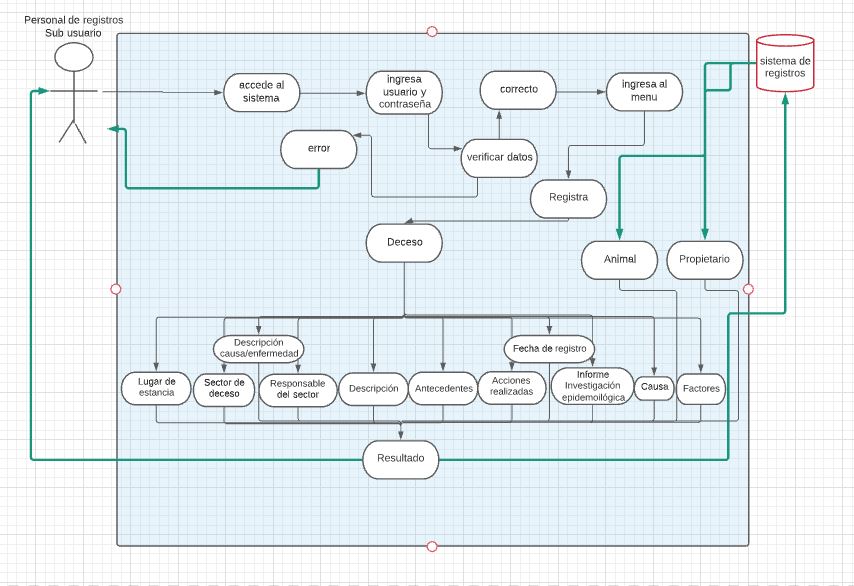 Personal de registros
Sub usuario
accede al
sistema
ingresa
usuario y
contraseña
correcto
ingresa al
menu
sistema de
registros
error
verificar datos
Registra
Deceso
Animal
Propietario
Descripción
causa/enfermedad
Fecha de registro
Lugar de
estancia
Sector de
deceso
Responsable
del sector
Descripción
Antecedentes
Acciones
realizadas
Informe
Investigación
epidemoilógica
Causa
Factores
Resultado